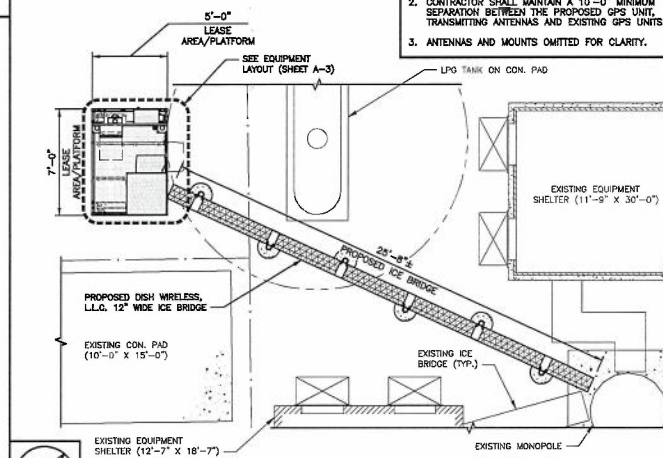 2. CONTRACTOR SHALL MAINTAIN A 10'-0" MINIMUM
SEPARATION BETWEEN THE PROPOSED GPS UNIT,
TRANSMITTING ANTENNAS AND EXISTING GPS UNITS
3. ANTENNAS AND MOUNTS OMITTED FOR CLARITY.
5'-0"
LEASE
AREA/PLATFORM
SEE EQUIPMENT
LAYOUT (SHEET A-3)
LPG TANK ON CON. PAD
7'-0"
LEASE
AREA/PLATFORM
EXISTING EQUIPMENT
SHELTER (11'-9" X 30'-0")
25'-8"±
PROPOSED ICE BRIDGE
PROPOSED DISH WIRELESS,
L.L.C. 12" WIDE ICE BRIDGE
EXISTING CON. PAD
(10'-0" X 15'-0")
EXISTING ICE
BRIDGE (TYP.)
EXISTING EQUIPMENT
SHELTER (12'-7" X 18'-7")
EXISTING MONOPOLE